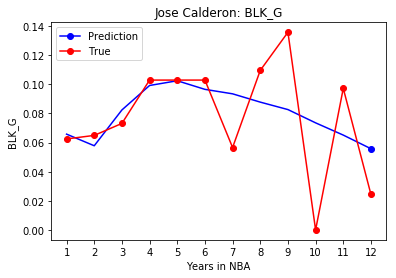 Jose Calderon: BLK_G
Prediction
True
BLK_G
0.14
0.12
0.10
0.08
0.06
0.04
0.02
0.00
1 2 3 4 5 6 7 8 9 10 11 12
Years in NBA